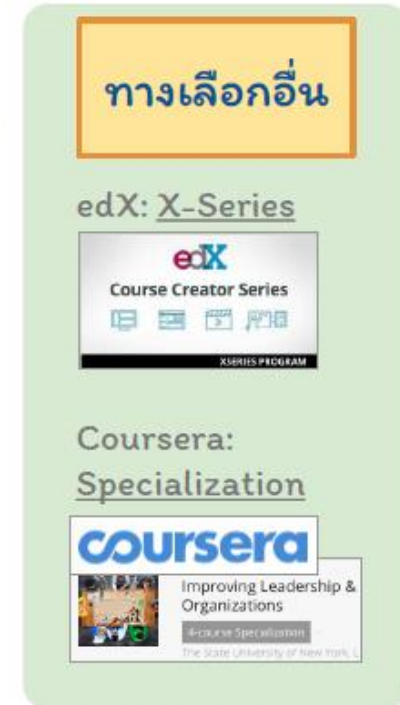 ทางเลือกอื่น
edX: X-Series
edX
Course Creator Series
XSERIES PROGRAM
Coursera:
Specialization
coursera
Improving Leadership &
Organizations
4-course Specialization
The State University of New York,